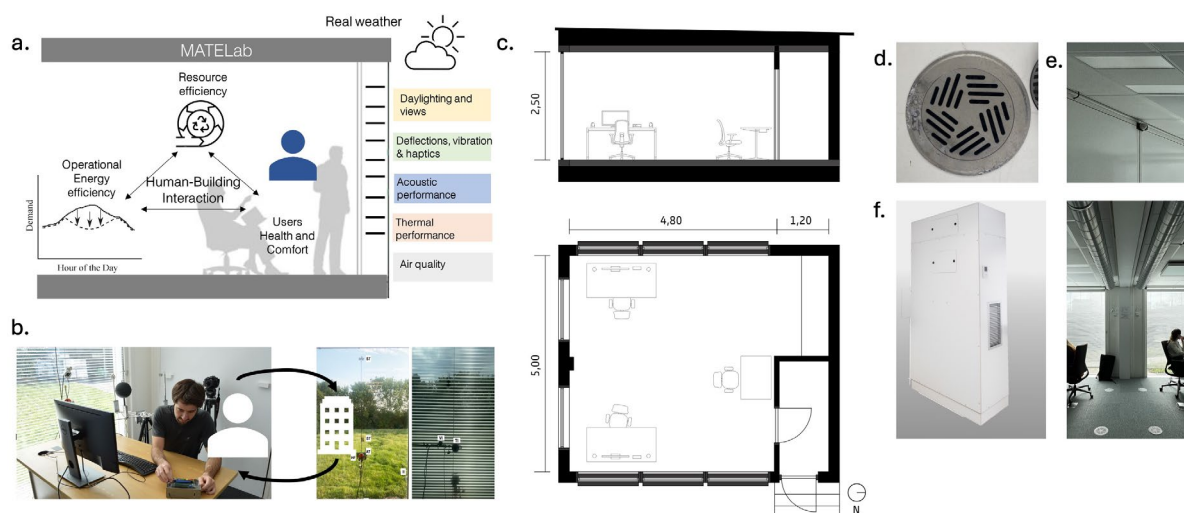 Real weather
a.
MATELab
Resource
efficiency
Operational
Energy
efficiency
Human-Building
Interaction
Users
Health and
Comfort
Demand
Hour of the Day
Daylighting and
views
Deflections, vibration
& haptics
Acoustic
performance
Thermal
performance
Air quality
b.
c.
2,50
4,80
1,20
5,00
N
d.
e.
f.